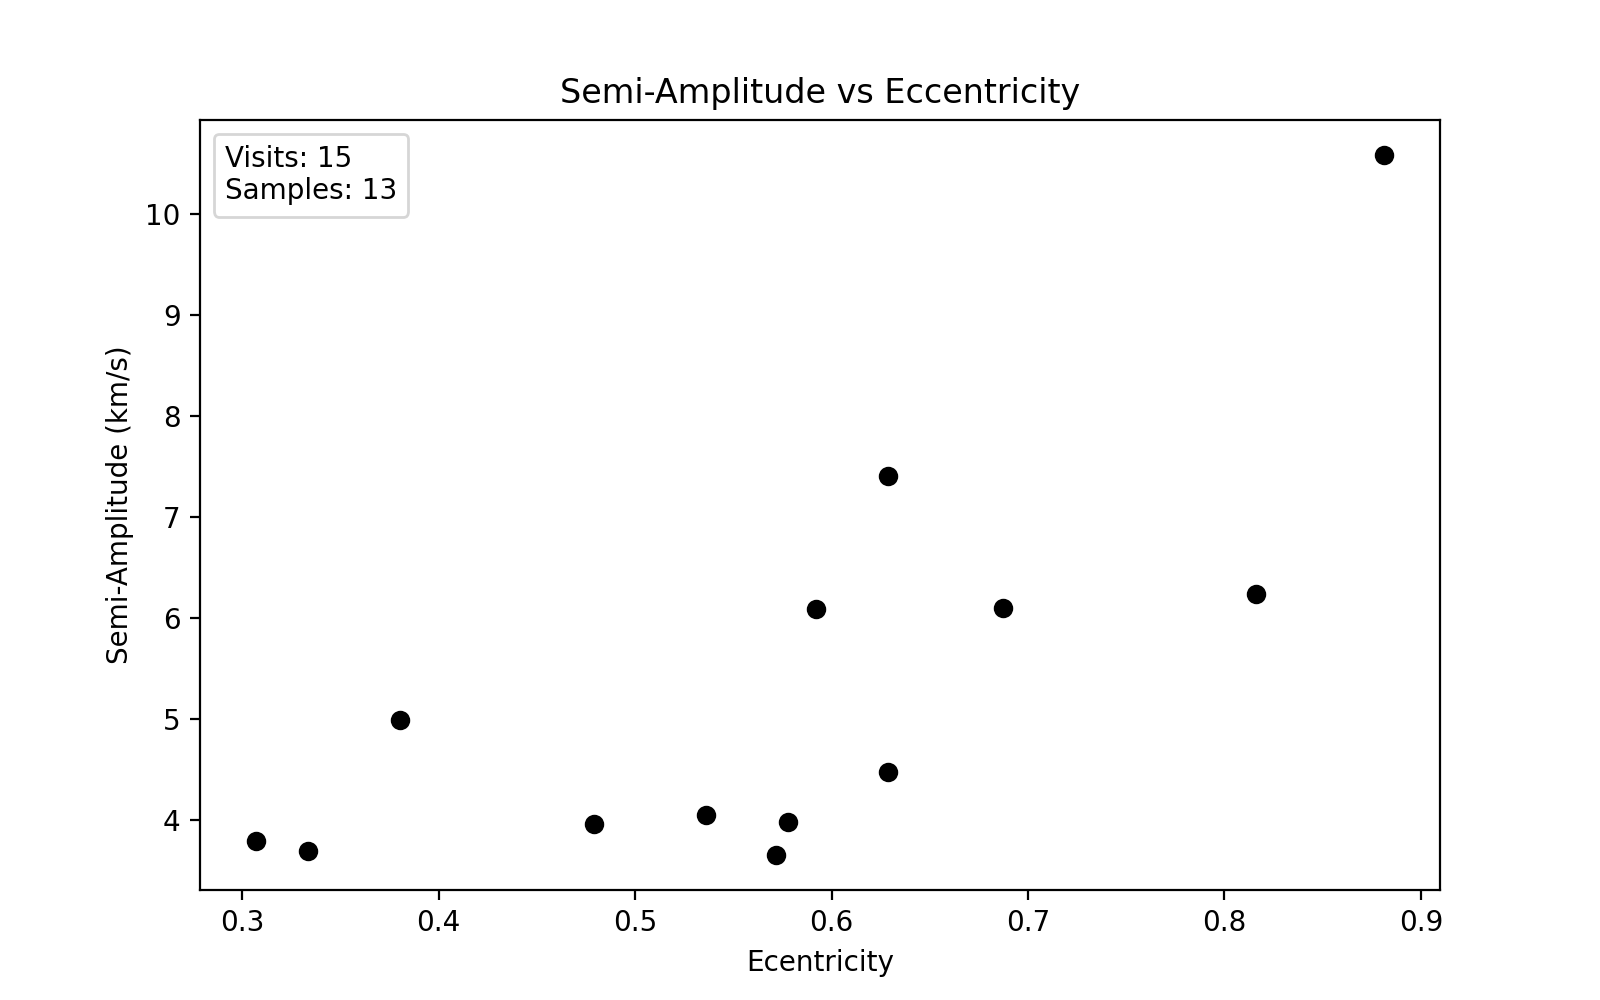 Semi-Amplitude vs Eccentricity
Visits: 15
Samples: 13
10
9
8
7
6
5
4
Semi-Amplitude (km/s)
0.3 0.4 0.5 0.6 0.7 0.8 0.9
Ecentricity